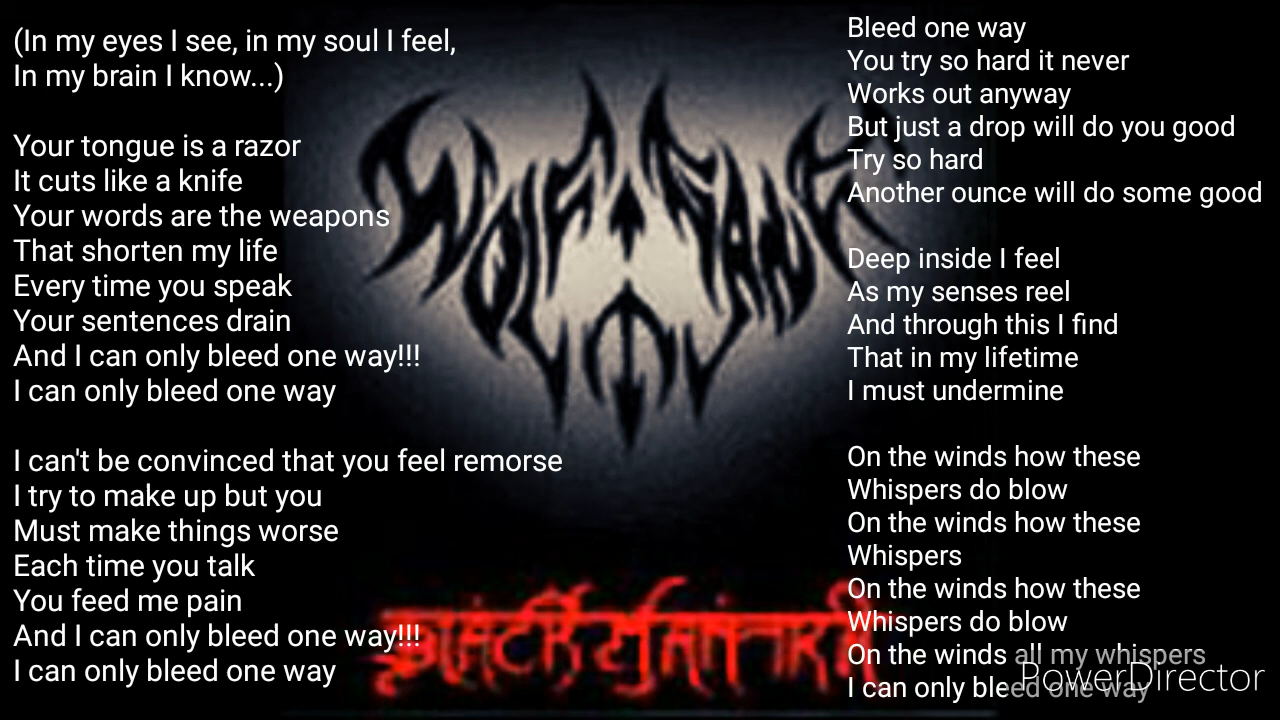 (In my eyes I see, in my soul I feel,
In my brain I know...)
Your tongue is a razor
It cuts like a knife
Your words are the weapons
That shorten my life
Every time you speak
Your sentences drain
And I can only bleed one way!!!
I can only bleed one way
I can't be convinced that you feel remorse
I try to make up but you
Must make things worse
Each time you talk
You feed me pain
And I can only bleed one way!!!
I can only bleed one way
WOLF FANG
BLACK MANTRA
Bleed one way
You try so hard it never
Works out anyway
But just a drop will do you good
Try so hard
Another ounce will do some good
Deep inside I feel
As my senses reel
And through this I find
That in my lifetime
I must undermine
On the winds how these
Whispers do blow
On the winds how these
Whispers
On the winds how these
Whispers do blow
On the winds all my whispers
I can only bleed one way
PowerDirector